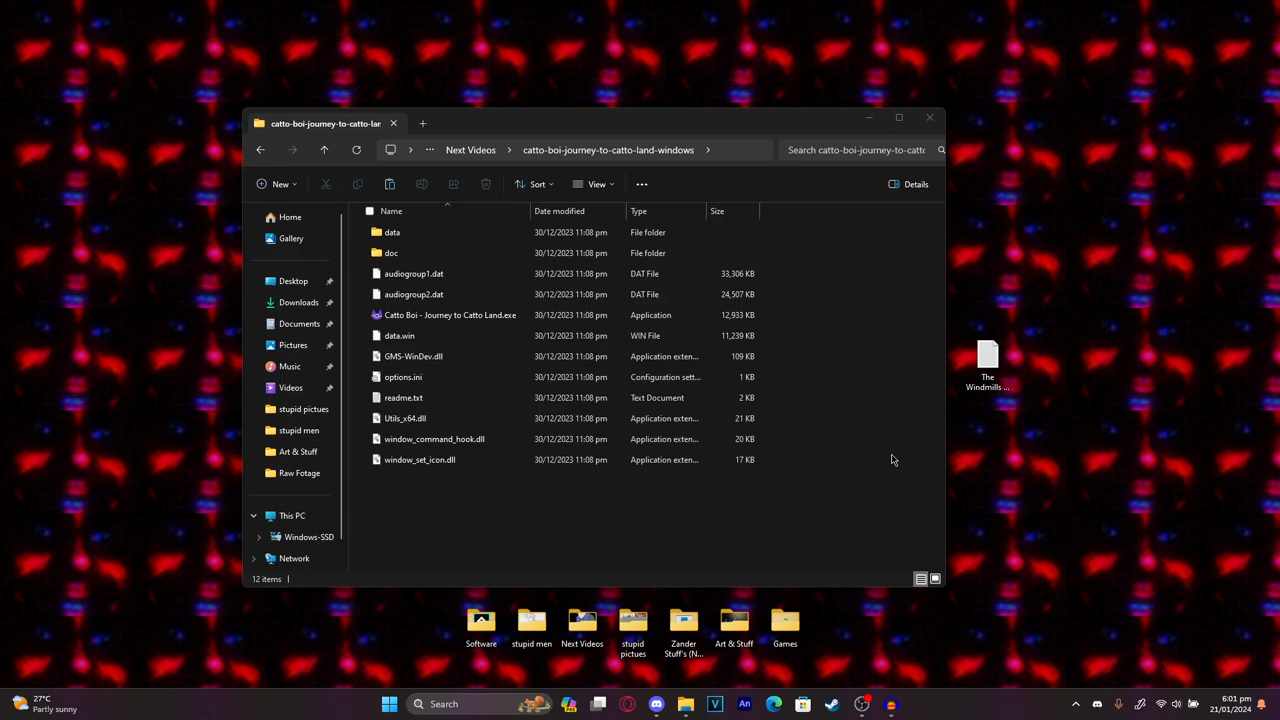 catto-boi-journey-to-catto-lan
Next Videos
catto-boi-journey-to-catto-land-windows
Search catto-boi-journey-to-catto
New
Sort
View
Details
Name Date modified Type Size
Home
Gallery
Desktop
Downloads
Documents
Pictures
Music
Videos
stupid pictues
stupid men
Art & Stuff
Raw Fotage
This PC
Windows-SSD
Network
data 30/12/2023 11:08 pm File folder
doc 30/12/2023 11:08 pm File folder
audiogroup1.dat 30/12/2023 11:08 pm DAT File 33,306 KB
audiogroup2.dat 30/12/2023 11:08 pm DAT File 24,507 KB
Catto Boi - Journey to Catto Land.exe 30/12/2023 11:08 pm Application 12,933 KB
data.win 30/12/2023 11:08 pm WIN File 11,239 KB
GMS-WinDev.dll 30/12/2023 11:08 pm Application exten... 109 KB
options.ini 30/12/2023 11:08 pm Configuration sett... 1 KB
readme.txt 30/12/2023 11:08 pm Text Document 2 KB
Utils_x64.dll 30/12/2023 11:08 pm Application exten... 21 KB
window_command_hook.dll 30/12/2023 11:08 pm Application exten... 20 KB
window_set_icon.dll 30/12/2023 11:08 pm Application exten... 17 KB
12 items
The
Windmills ...
Software
stupid men
Next Videos
stupid
pictues
Zander
Stuff's (N...
Art & Stuff
Games
27°C
Partly sunny
Search
An
6:01 pm
21/01/2024